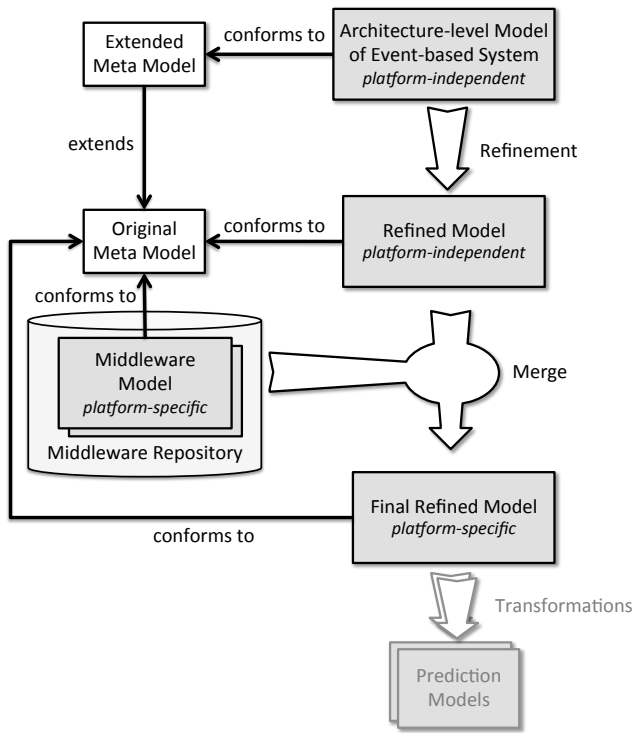 Extended
Meta Model
conforms to
Architecture-level Model
of Event-based System
platform-independent
extends
Refinement
Original
Meta Model
conforms to
Refined Model
platform-independent
conforms to
Middleware
Model
platform-specific
Middleware Repository
Merge
Final Refined Model
platform-specific
conforms to
Transformations
Prediction
Models